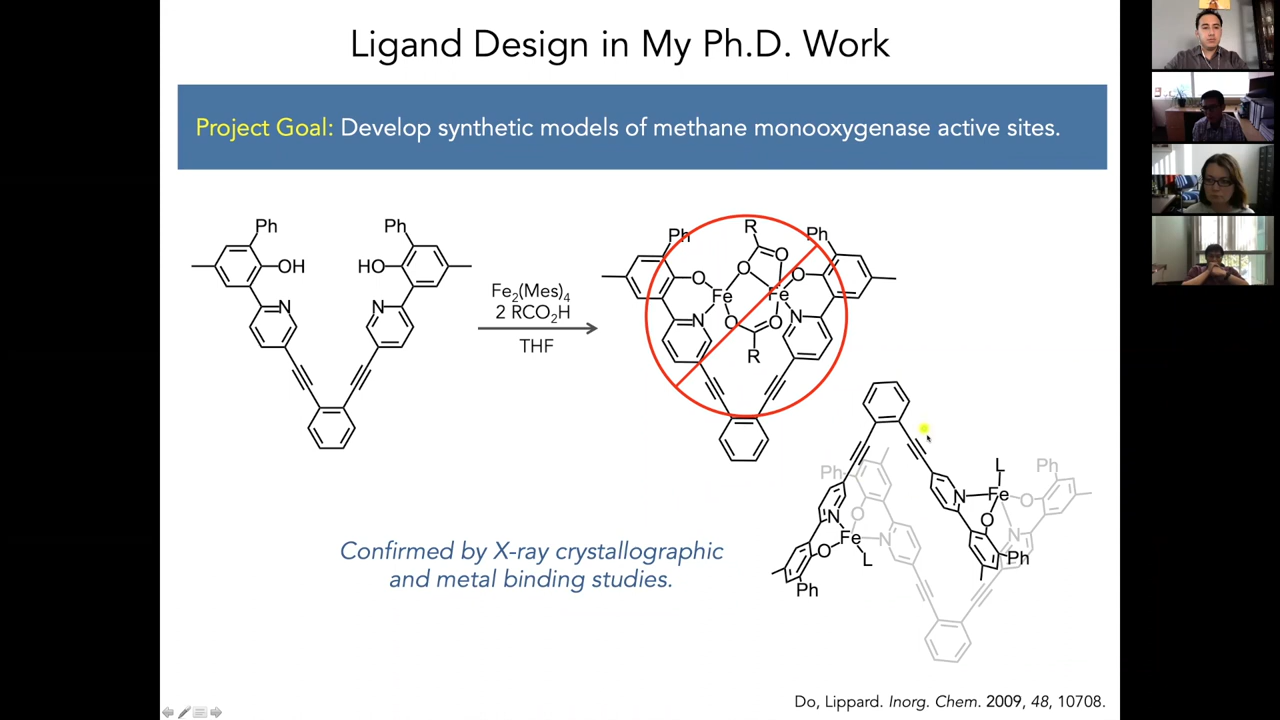 Ligand Design in My Ph.D. Work
Project Goal: Develop synthetic models of methane monooxygenase active sites.
Ph
Ph
OH
HO
N
N
Fe2(Mes)4
2 RCO2H
THF
R
Ph
Ph
O
O
O
O
Fe
Fe
N
O
O
N
R
L
Ph
Ph
N
Fe
O
N
O
O
N
Fe
N
O
L
Ph
Ph
Confirmed by X-ray crystallographic
and metal binding studies.
Do, Lippard. Inorg. Chem. 2009, 48, 10708.